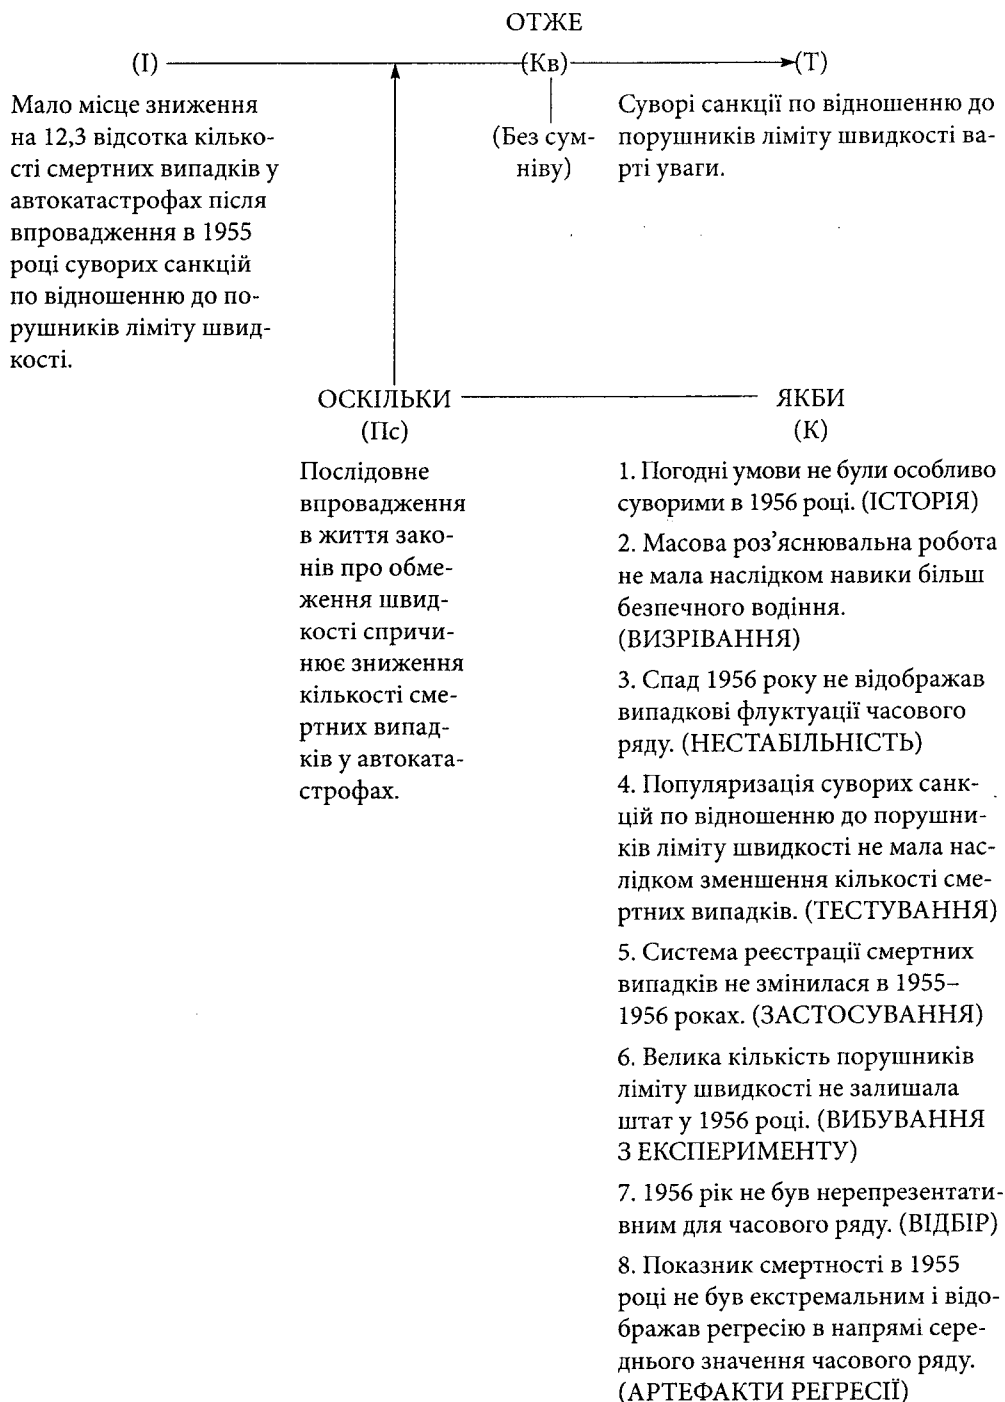 ОТЖЕ
(І)
(Кв)
(Т)
Мало місце зниження
на 12,3 відсотка кілько-
сті смертних випадків у
автокатастрофах після
впровадження в 1955
році суворих санкцій
по відношенню до по-
рушників ліміту швид-
кості.
(Без сум-
ніву)
Суворі санкції по відношенню до
порушників ліміту швидкості ва-
рті уваги.
ОСКІЛЬКИ
(Пс)
Послідовне
впровадження
в життя зако-
нів про обме-
ження швид-
кості спричи-
нює зниження
кількості сме-
ртних випад-
ків у автоката-
строфах.
ЯКБИ
(К)
1. Погодні умови не були особливо
суворими в 1956 році. (ІСТОРІЯ)
2. Масова роз’яснювальна робота
не мала наслідком навики більш
безпечного водіння.
(ВИЗРІВАННЯ)
3. Спад 1956 року не відображав
випадкові флуктуації часового
ряду. (НЕСТАБІЛЬНІСТЬ)
4. Популяризація суворих санк-
цій по відношенню до порушни-
ків ліміту швидкості не мала нас-
лідком зменшення кількості сме-
ртних випадків. (ТЕСТУВАННЯ)
5. Система реєстрації смертних
випадків не змінилася в 1955–
1956 роках. (ЗАСТОСУВАННЯ)
6. Велика кількість порушників
ліміту швидкості не залишала
штат у 1956 році. (ВИБУВАННЯ
З ЕКСПЕРИМЕНТУ)
7. 1956 рік не був нерепрезентати-
вним для часового ряду. (ВІДБІР)
8. Показник смертності в 1955
році не був екстремальним і відо-
бражав регресію в напрямі сере-
днього значення часового ряду.
(АРТЕФАКТИ РЕГРЕСІЇ)